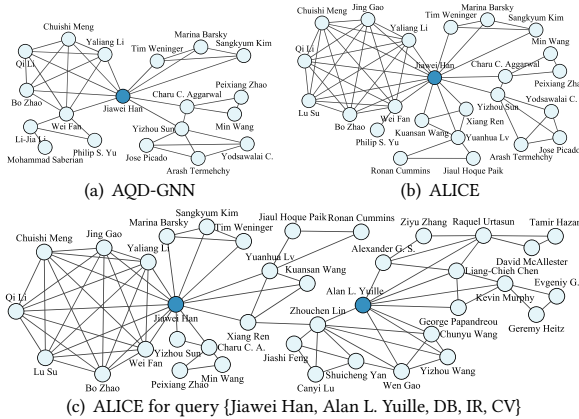 Chuishi Meng
Yaliang Li
Qi Li
Bo Zhao
Wei Fan
Li-Jia Li
Mohammad Saberian
Philip S. Yu
Jiawei Han
Tim Weninger
Marina Barsky
Sangkyum Kim
Charu C. Aggarwal
Peixiang Zhao
Min Wang
Yizhou Sun
Jose Picado
Yodsawalai C.
Arash Termehchy
(a) AQD-GNN
Jing Gao
Chuishi Meng
Yaliang Li
Qi Li
Lu Su
Bo Zhao
Wei Fan
Philip S. Yu
Jiawei Han
Marina Barsky
Tim Weninger
Sangkyum Kim
Min Wang
Charu C. Aggarwal
Peixiang Zha
Yizhou Sun
Yodsawalai C.
Xiang Ren
Kuansan Wang
Yuanhua Lv
Jose Picado
Arash Termehchy
Ronan Cummins
Jiaul Hoque Paik
(b) ALICE
Chuishi Meng
Jing Gao
Yaliang Li
Qi Li
Lu Su
Bo Zhao
Wei Fan
Jiawei Han
Marina Barsky
Sangkyum Kim
Tim Weninger
Jiaul Hoque Paik
Ronan Cummins
Yuanhua Lv
Kuansan Wang
Xiang Ren
Yizhou Sun
Charu C. A.
Peixiang Zhao
Min Wang
Ziyu Zhang
Raquel Urtasun
Tamir Hazan
Alexander G. S.
David McAllester
Liang-Chieh Chen
Alan L. Yuille
Kevin Murphy
Evgeniy G.
Geremy Heitz
George Papandreou
Zhouchen Lin
Chunyu Wang
Jiashi Feng
Yizhou Wang
Shuicheng Yan
Canyi Lu
Wen Gao
(c) ALICE for query {Jiawei Han, Alan L. Yuille, DB, IR, CV}